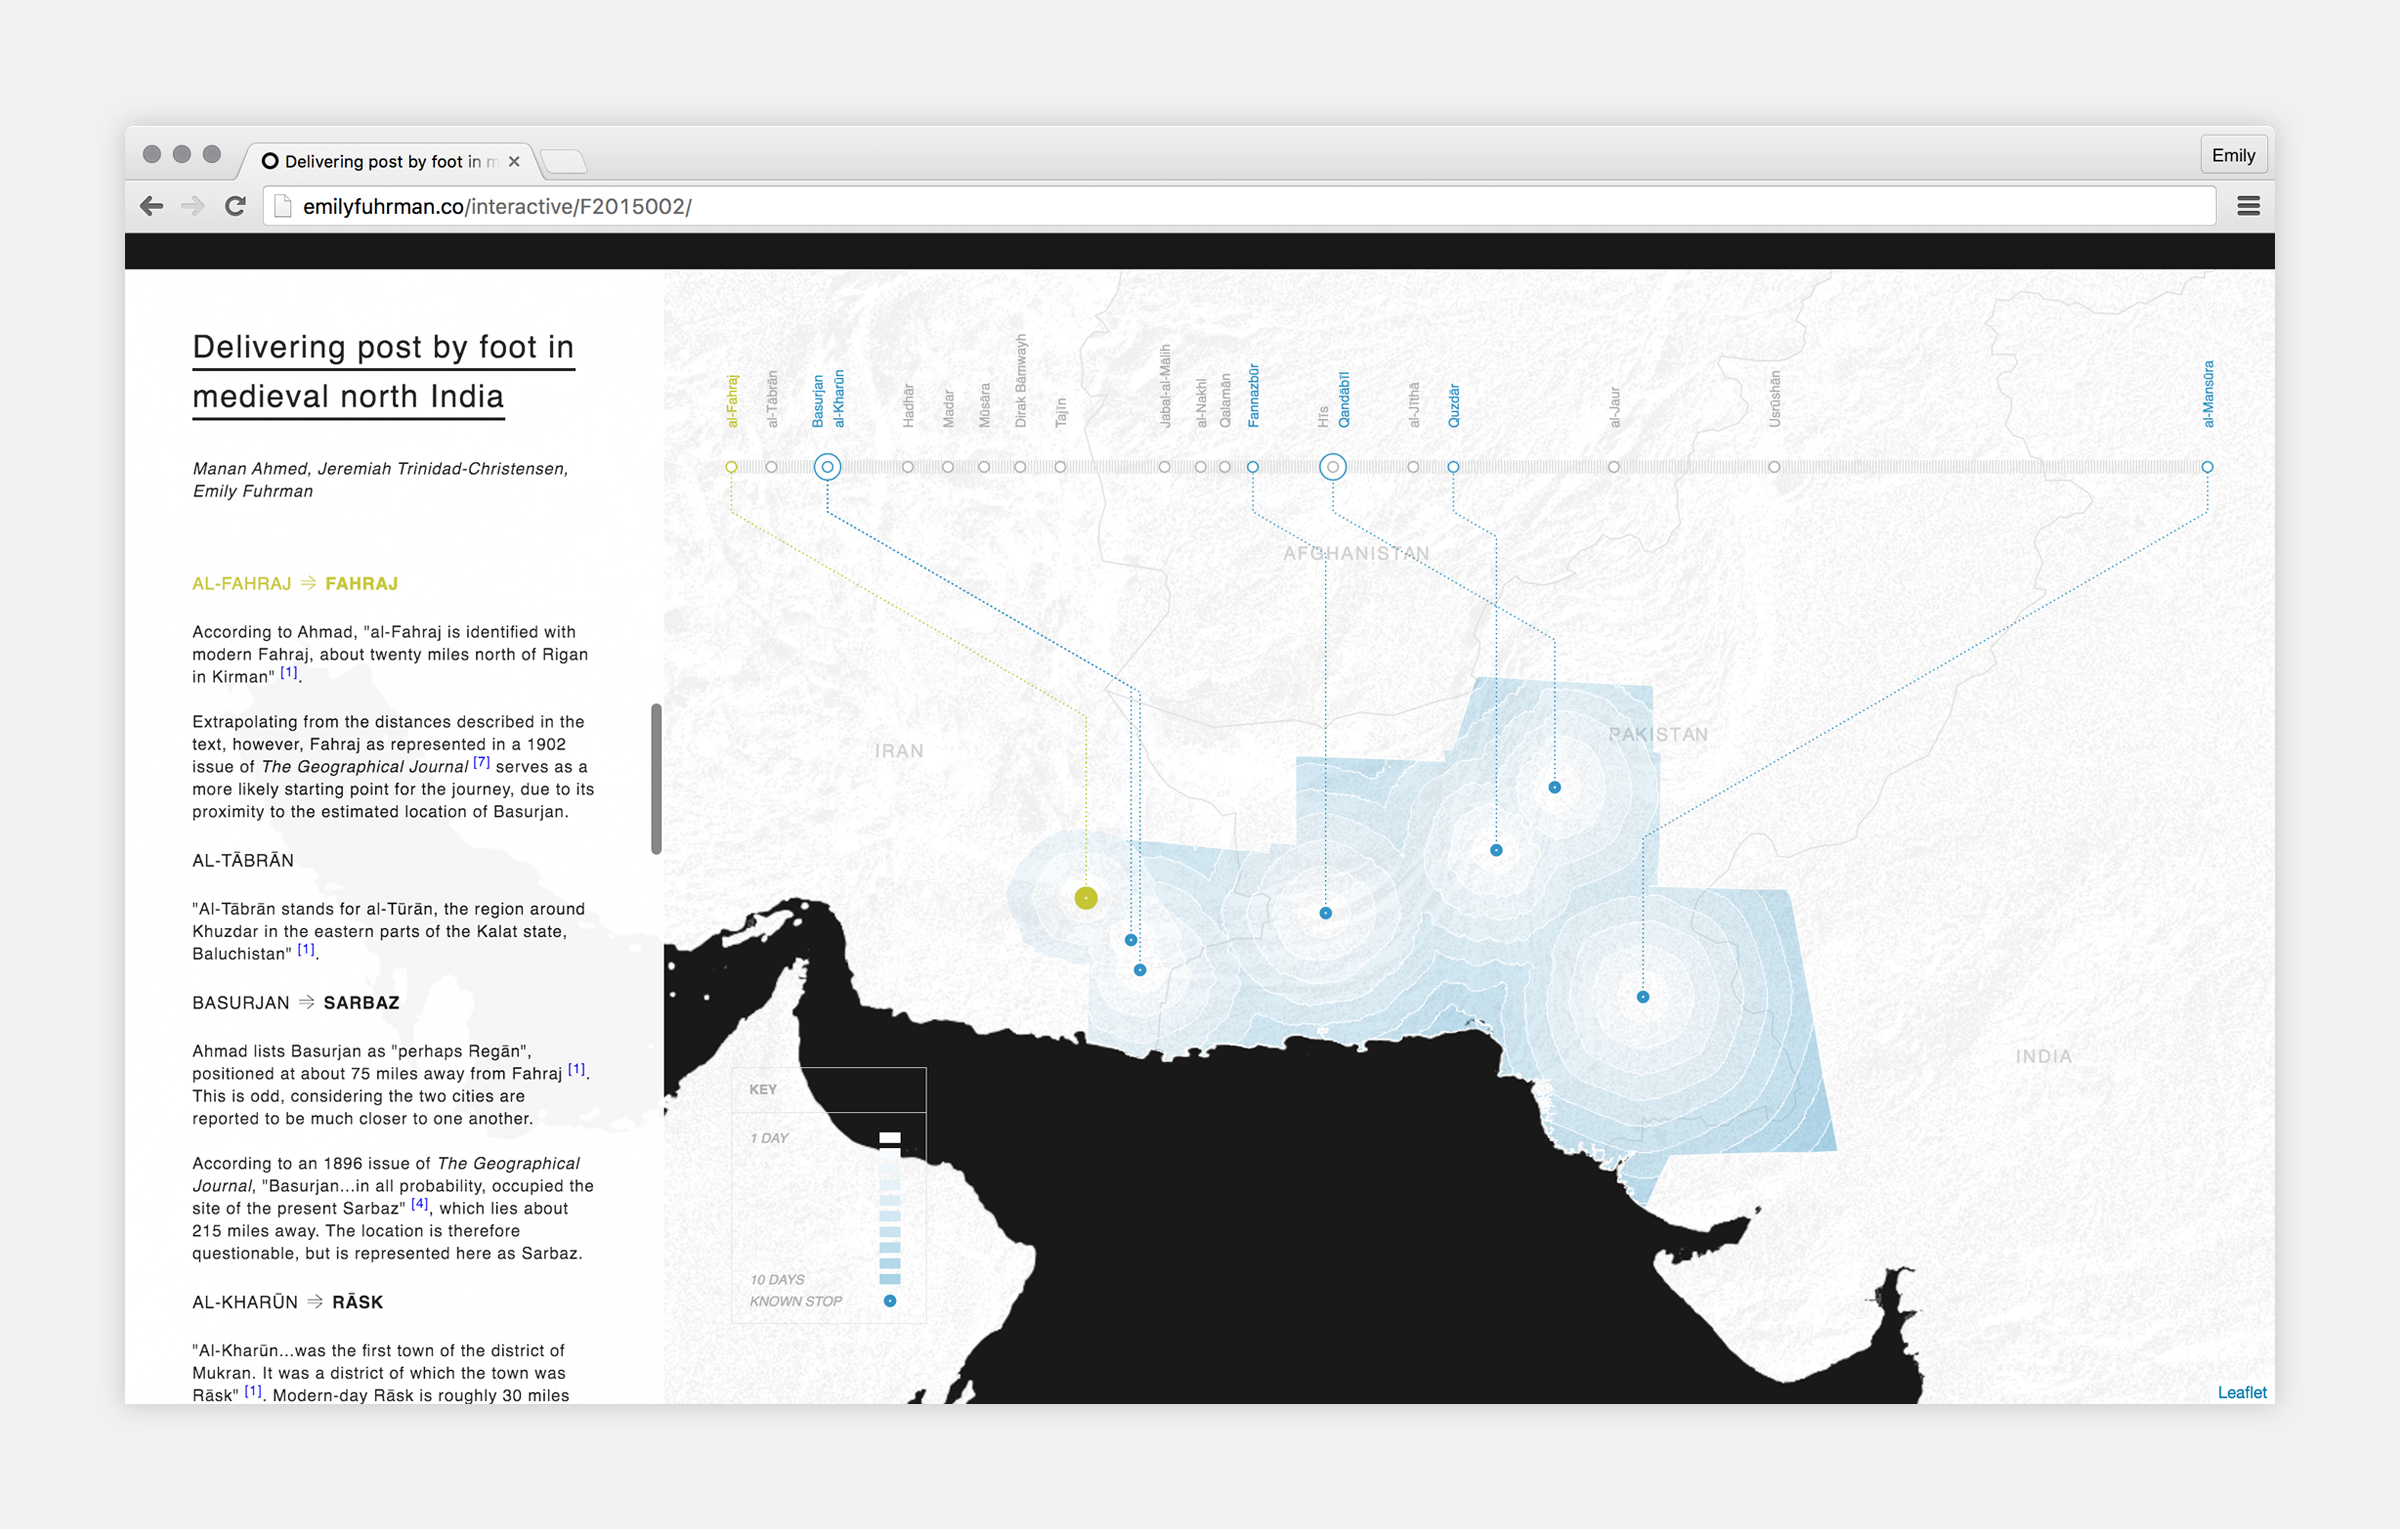 Delivering post by foot in m
Emily
emilyfuhrman.co/interactive/F2015002/
Delivering post by foot in
medieval north India
Manan Ahmed, Jeremiah Trinidad-Christensen,
Emily Fuhrman
AL-FAHRAJ ⇒ FAHRAJ
According to Ahmad, "al-Fahraj is identified with
modern Fahraj, about twenty miles north of Rigan
in Kirman" [1].
Extrapolating from the distances described in the
text, however, Fahraj as represented in a 1902
issue of The Geographical Journal [7] serves as a
more likely starting point for the journey, due to its
proximity to the estimated location of Basurjan.
AL-TĀBRĀN
"Al-Tābrān stands for al-Tūrān, the region around
Khuzdar in the eastern parts of the Kalat state,
Baluchistan" [1].
BASURJAN ⇒ SARBAZ
Ahmad lists Basurjan as "perhaps Regān",
positioned at about 75 miles away from Fahraj [1].
This is odd, considering the two cities are
reported to be much closer to one another.
According to an 1896 issue of The Geographical
Journal, "Basurjan...in all probability, occupied the
site of the present Sarbaz" [4], which lies about
215 miles away. The location is therefore
questionable, but is represented here as Sarbaz.
AL-KHARŪN ⇒ RĀSK
"Al-Kharūn...was the first town of the district of
Mukran. It was a district of which the town was
Rāsk" [1]. Modern-day Rāsk is roughly 30 miles
al-Fahraj
al-Tābrān
Basurjan
al-Kharūn
Hadhār
Madar
Mūsāra
Dirak Bāmwayh
Tajīn
Jabal-al-Mālih
al-Nakhl
Qalamān
Fannazbūr
Hīs
Qandābīl
al-Jīthā
Quzdār
al-Jaur
Usrūshān
al-Mansūra
AFGHANISTAN
IRAN
PAKISTAN
INDIA
KEY
1 DAY
10 DAYS
KNOWN STOP
Leaflet